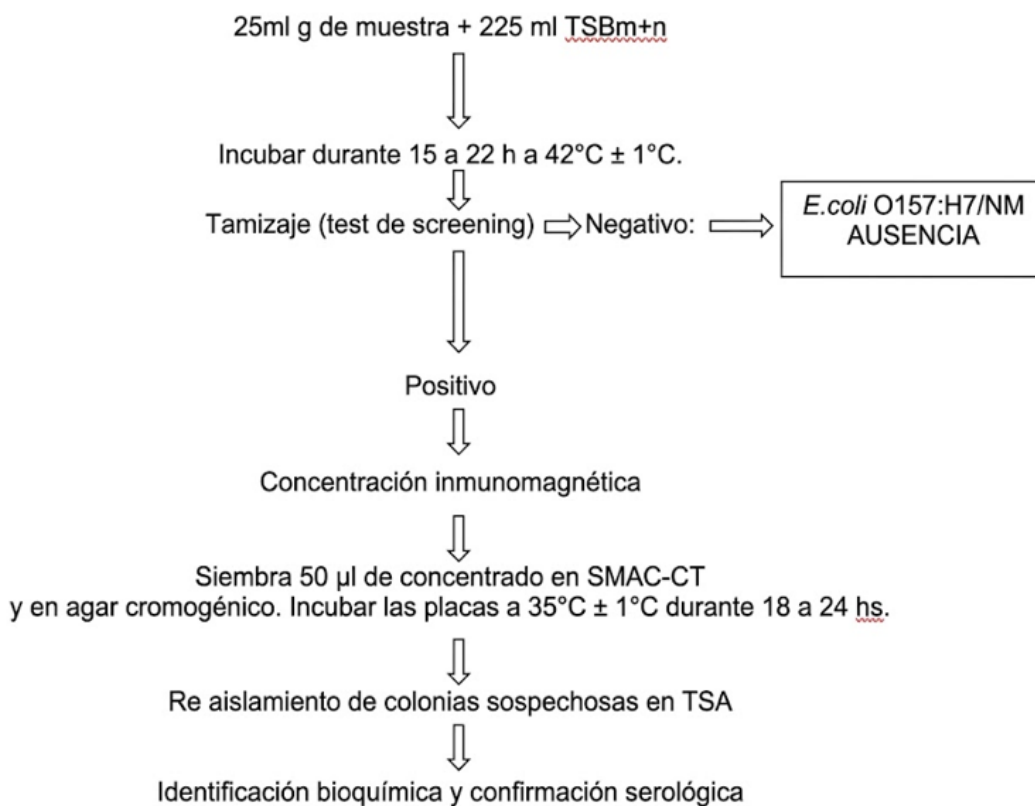 25ml g de muestra + 225 ml TSBm+n
Incubar durante 15 a 22 h a 42°C ± 1°C.
Tamizaje (test de screening)
Negativo:
E.coli O157:H7/NM
AUSENCIA
Positivo
Concentración inmunomagnética
Siembra 50 µl de concentrado en SMAC-CT
y en agar cromogénico. Incubar las placas a 35°C ± 1°C durante 18 a 24 hs.
Re aislamiento de colonias sospechosas en TSA
Identificación bioquímica y confirmación serológica